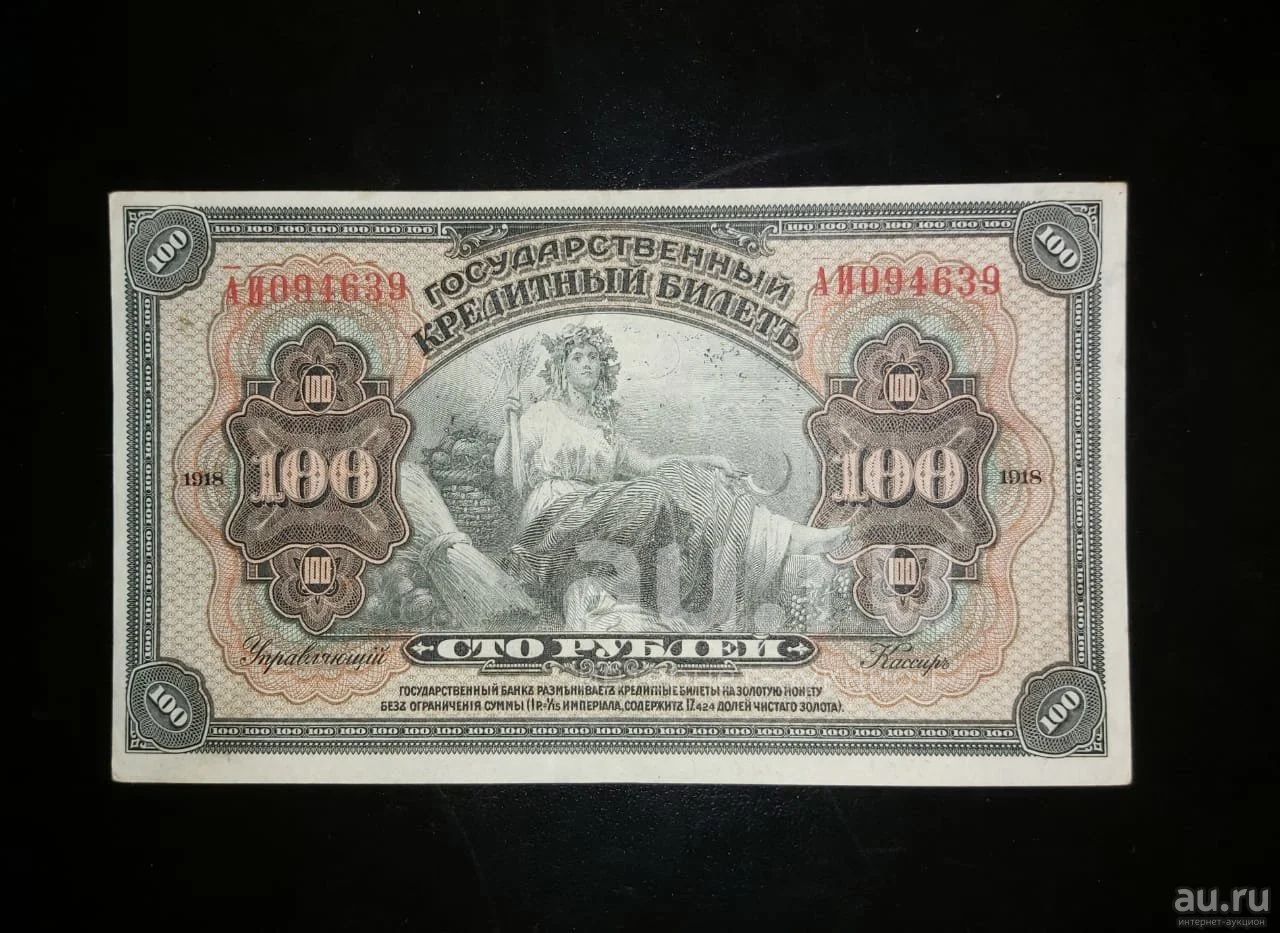 100 100
АИ094639 ГОСУДАРСТВЕННЫЙ АИ094639
КРЕДИТНЫЙ БИЛЕТЪ
100 100
1918 100 100 1918
100 100
Управляющій СТО РУБЛЕЙ Кассиръ
ГОСУДАРСТВЕННЫЙ БАНКЪ РАЗМѢНИВАЕТЪ КРЕДИТНЫЕ БИЛЕТЫ НА ЗОЛОТУЮ МОНЕТУ
БЕЗЪ ОГРАНИЧЕНІЯ СУММЫ (1 Р.=1/15 ИМПЕРІАЛА, СОДЕРЖИТЪ 17,424 ДОЛЕЙ ЧИСТАГО ЗОЛОТА).
100 100
au.
au.ru
интернет-аукцион